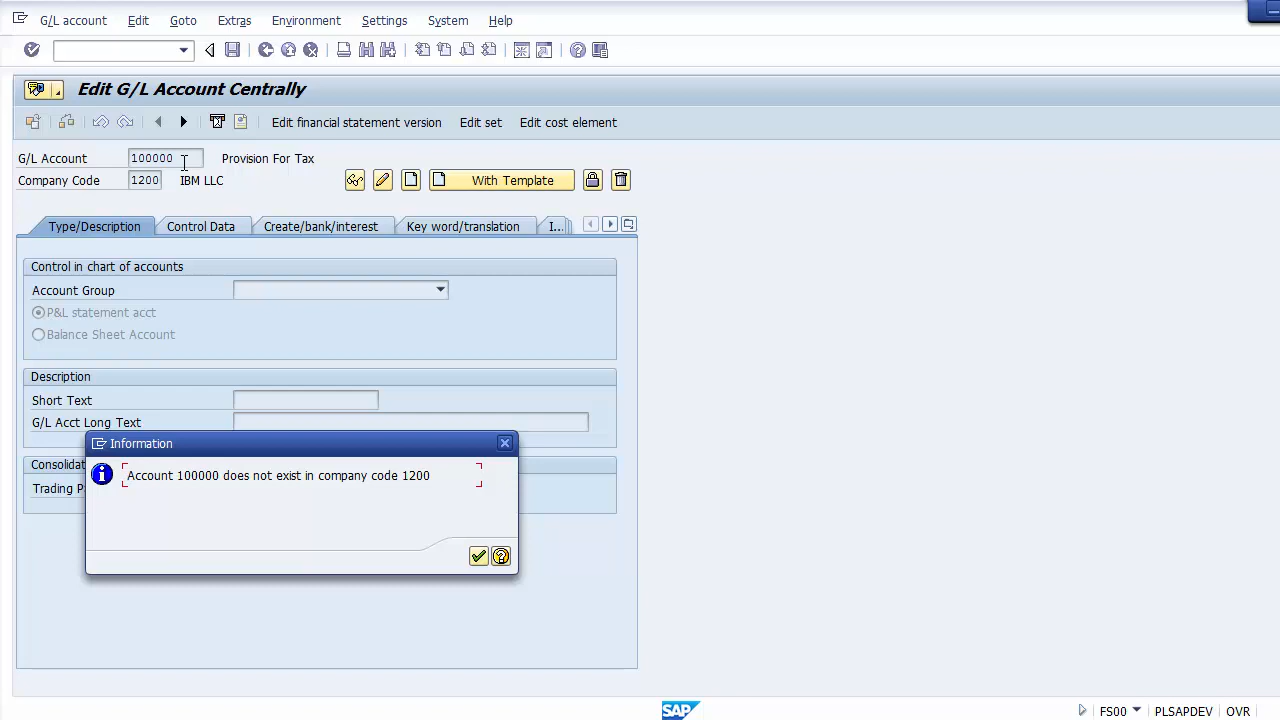 G/L account Edit Goto Extras Environment Settings System Help
Edit G/L Account Centrally
Edit financial statement version Edit set Edit cost element
G/L Account 100000 Provision For Tax
Company Code 1200 IBM LLC With Template
Type/Description Control Data Create/bank/interest Key word/translation I...
Control in chart of accounts
Account Group
P&L statement acct
Balance Sheet Account
Description
Short Text
G/L Acct Long Text
Information
Account 100000 does not exist in company code 1200
SAP FS00 PLSAPDEV OVR